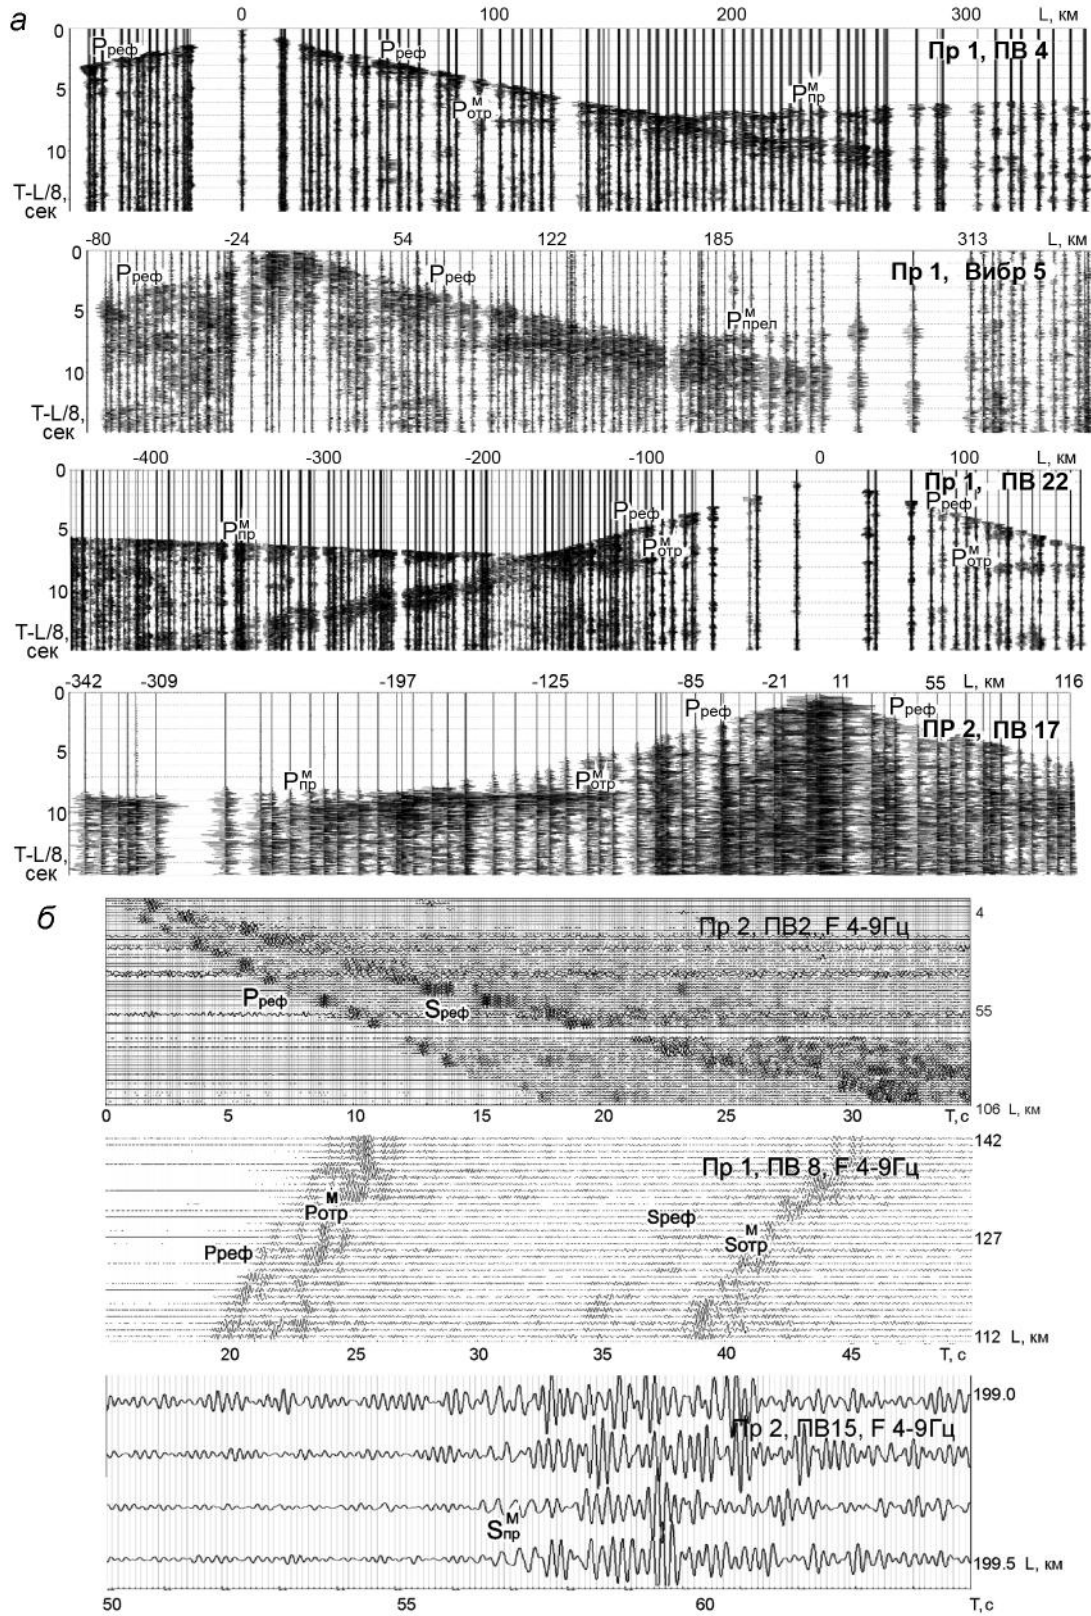 а
0 100 200 300 L, км
0
5
10
T-L/8,
сек
Pреф
Pреф
Pмотр
Pмпр
Пр 1, ПВ 4
-80 -24 54 122 185 313 L, км
0
5
10
T-L/8,
сек
Pреф
Pреф
Pмпрел
Пр 1, Вибр 5
-400 -300 -200 -100 0 100 L, км
0
5
10
T-L/8,
сек
Pмпр
Pреф
Pмотр
Пр 1, ПВ 22
Pреф
Pмотр
-342 -309 -197 -125 -85 -21 11 55 L, км 116
0
5
10
T-L/8,
сек
Pмпр
Pмотр
Pреф
Pреф
ПР 2, ПВ 17
б
Пр 2, ПВ2, F 4-9Гц
4
55
106 L, км
Pреф
Sреф
0 5 10 15 20 25 30 T, с
Пр 1, ПВ 8, F 4-9Гц
142
127
112 L, км
Pмотр
Pреф
Sреф
Sмотр
20 25 30 35 40 45 T, с
199.0
Пр 2, ПВ15, F 4-9Гц
Sмпр
199.5 L, км
50 55 60 T, с